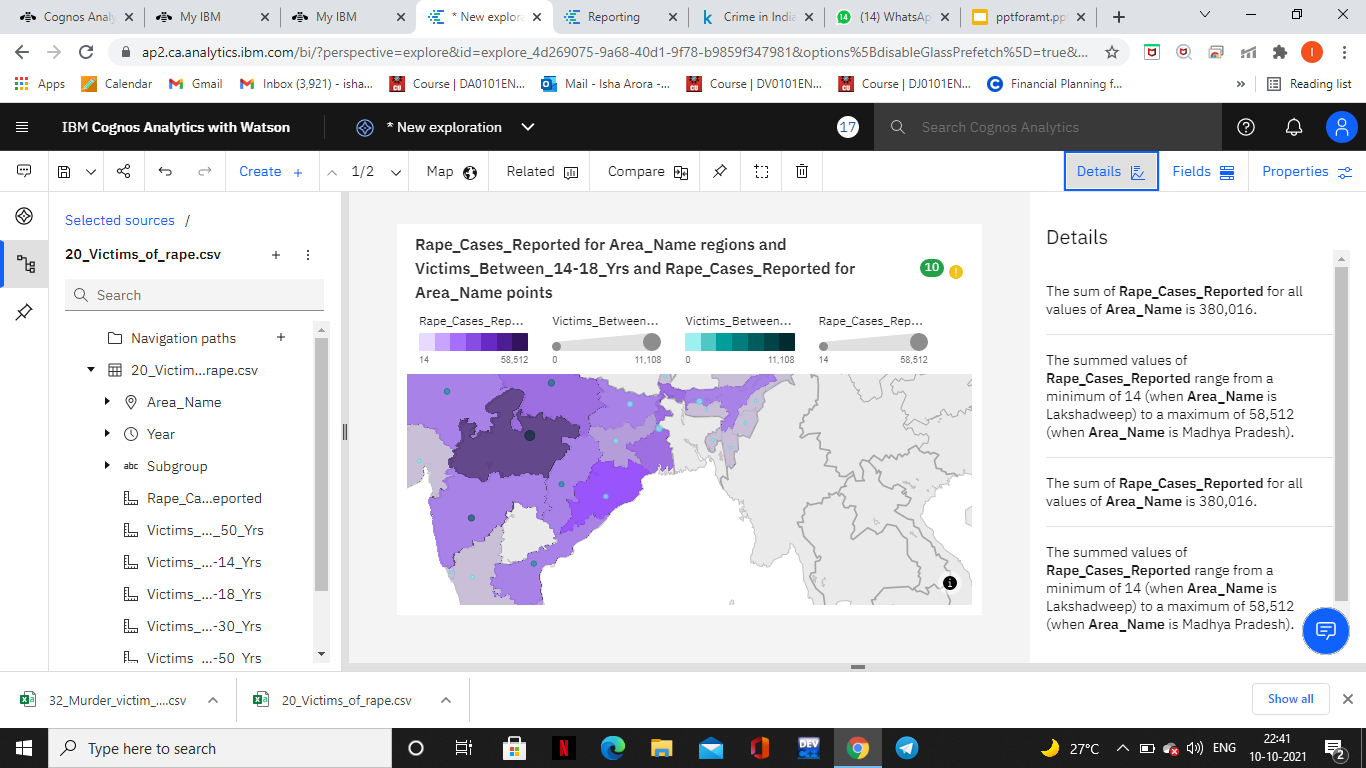 Cognos Analy
My IBM
My IBM
* New explora
Reporting
Crime in India
(14) WhatsAp
pptforamt.pp
ap2.ca.analytics.ibm.com/bi/?perspective=explore&id=explore_4d269075-9a68-40d1-9f78-b9859f347981&options%5BdisableGlassPrefetch%5D=true&...
I
Apps
Calendar
Gmail
Inbox (3,921) - isha...
Course | DA0101EN...
Mail - Isha Arora -...
Course | DV0101EN...
Course | DJ0101EN...
Financial Planning f...
»
Reading list
IBM Cognos Analytics with Watson
* New exploration
17
Search Cognos Analytics
Create +
1/2
Map
Related
Compare
Details
Fields
Properties
Selected sources /
20_Victims_of_rape.csv
Search
Navigation paths
20_Victim...rape.csv
Area_Name
Year
abc Subgroup
Rape_Ca...eported
Victims_..._50_Yrs
Victims_...-14_Yrs
Victims_...-18_Yrs
Victims_...-30_Yrs
Victims_...-50_Yrs
Rape_Cases_Reported for Area_Name regions and
Victims_Between_14-18_Yrs and Rape_Cases_Reported for
Area_Name points
10
Rape_Cases_Rep...
14 58,512
Victims_Between...
0 11,108
Victims_Between...
0 11,108
Rape_Cases_Rep...
14 58,512
Details
The sum of Rape_Cases_Reported for all
values of Area_Name is 380,016.
The summed values of
Rape_Cases_Reported range from a
minimum of 14 (when Area_Name is
Lakshadweep) to a maximum of 58,512
(when Area_Name is Madhya Pradesh).
The sum of Rape_Cases_Reported for all
values of Area_Name is 380,016.
The summed values of
Rape_Cases_Reported range from a
minimum of 14 (when Area_Name is
Lakshadweep) to a maximum of 58,512
(when Area_Name is Madhya Pradesh).
32_Murder_victim_....csv
20_Victims_of_rape.csv
Show all
Type here to search
27°C
ENG
22:41
10-10-2021
2